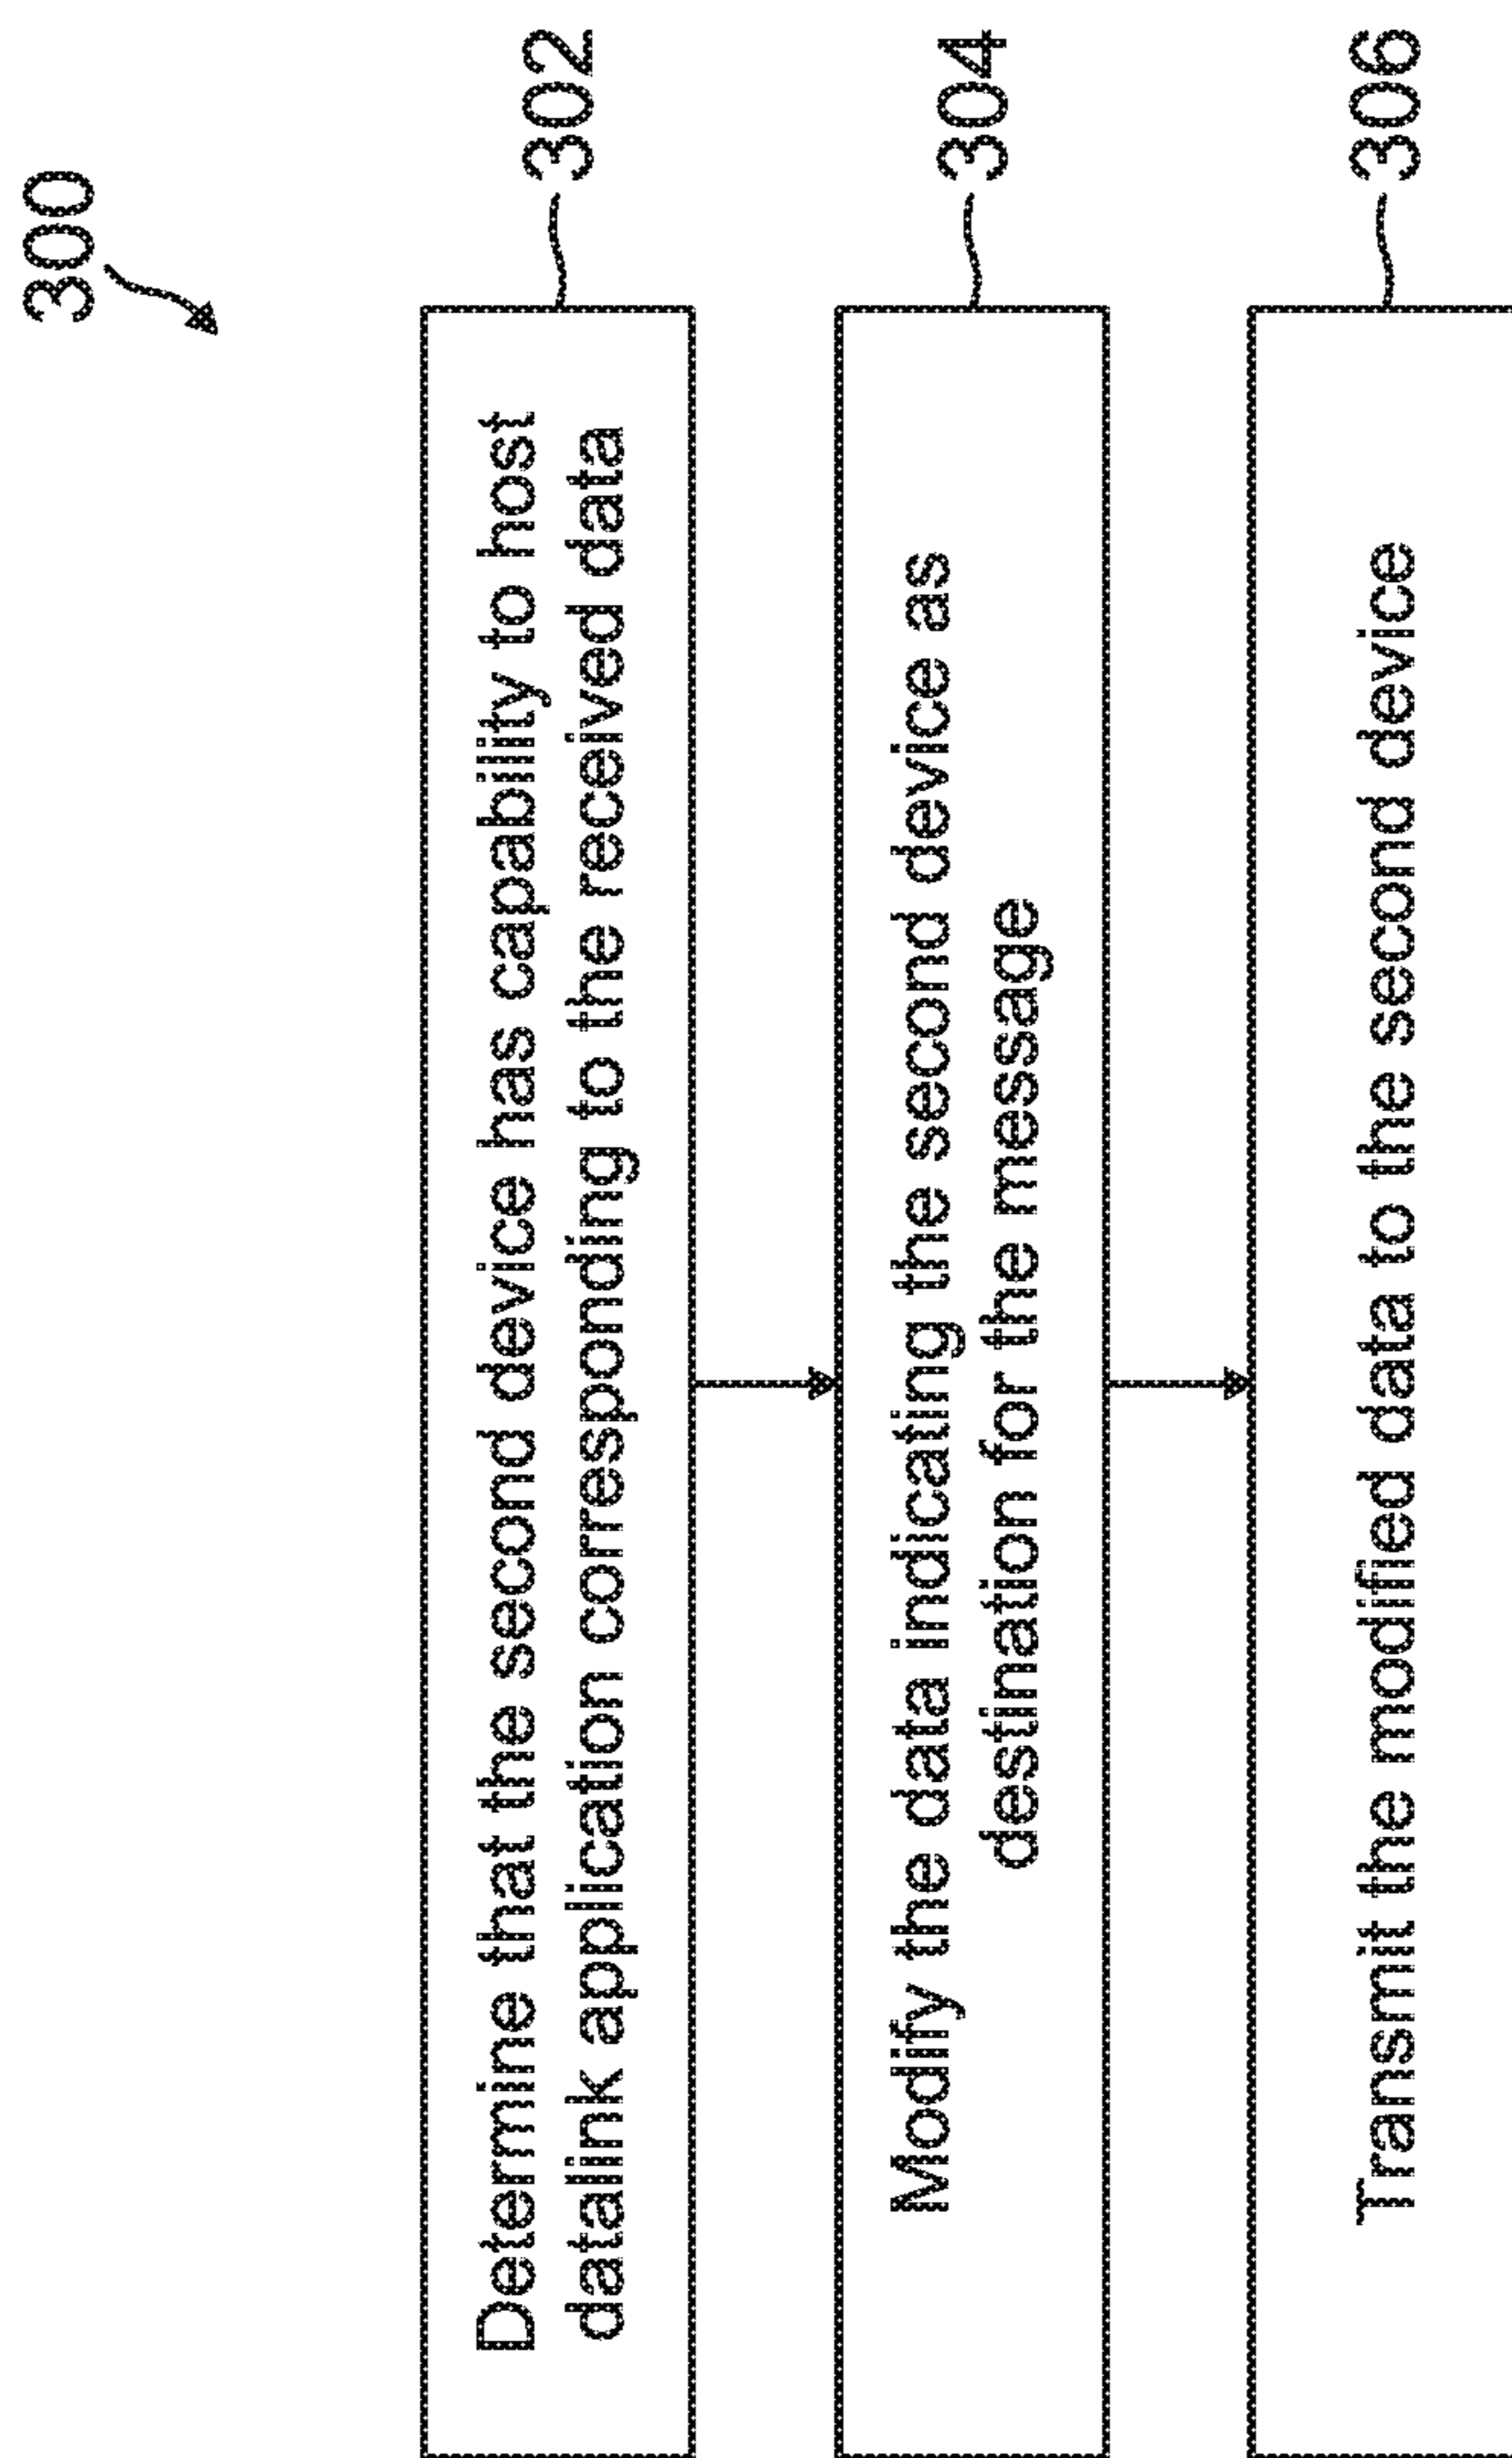 300
Determine that the second device has capability to host
datalink application corresponding to the received data
302
Modify the data indicating the second device as
destination for the message
304
Transmit the modified data to the second device
306